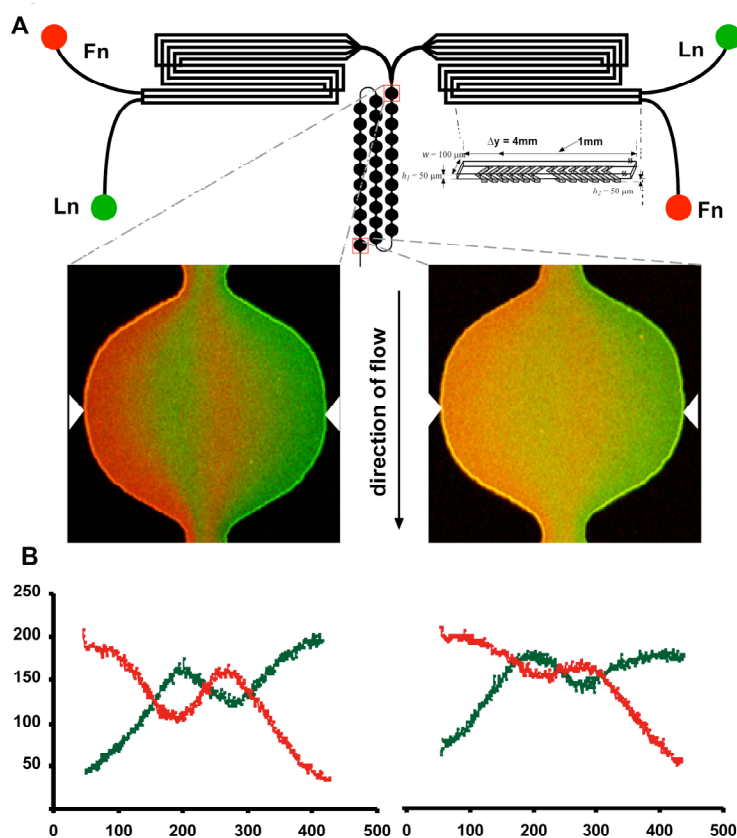 A
Fn
Ln
Ln
Fn
Δy = 4mm
1mm
w = 100 μm
h1 = 50 μm
h2 = 50 μm
direction of flow
B
250
200
150
100
50
0 100 200 300 400 500
0 100 200 300 400 500